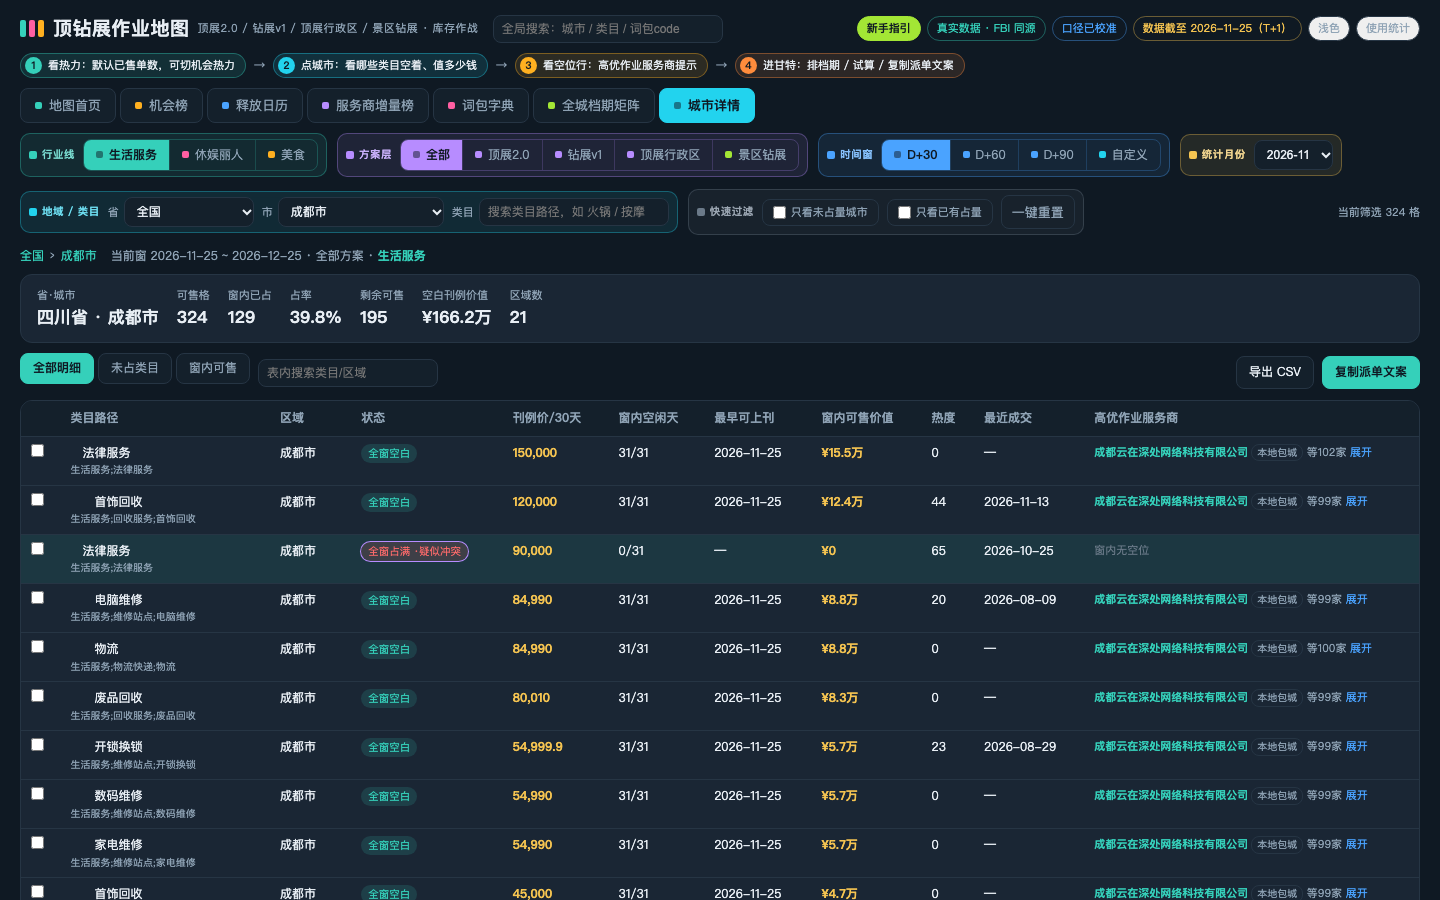 顶钻展作业地图 顶展2.0 / 钻展v1 / 顶展行政区 / 景区钻展 · 库存作战 全局搜索：城市 / 类目 / 词包code 新手指引 真实数据 · FBI 同源 口径已校准 数据截至 2026-11-25（T+1） 浅色 使用统计
1 看热力：默认已售单数，可切机会热力 → 2 点城市：看哪些类目空着、值多少钱 → 3 看空位行：高优作业服务商提示 → 4 进甘特：排档期 / 试算 / 复制派单文案
地图首页 机会榜 释放日历 服务商增量榜 词包字典 全城档期矩阵 城市详情
行业线 生活服务 休娱丽人 美食 方案层 全部 顶展2.0 钻展v1 顶展行政区 景区钻展 时间窗 D+30 D+60 D+90 自定义 统计月份 2026-11
地域 / 类目 省 全国 市 成都市 类目 搜索类目路径，如 火锅 / 按摩 快速过滤 只看未占量城市 只看已有占量 一键重置 当前筛选 324 格
全国 › 成都市 当前窗 2026-11-25 ~ 2026-12-25 · 全部方案 · 生活服务
省·城市 可售格 窗内已占 占率 剩余可售 空白刊例价值 区域数
四川省 · 成都市 324 129 39.8% 195 ¥166.2万 21
全部明细 未占类目 窗内可售 表内搜索类目/区域 导出 CSV 复制派单文案
类目路径 区域 状态 刊例价/30天 窗内空闲天 最早可上刊 窗内可售价值 热度 最近成交 高优作业服务商
法律服务 成都市 全窗空白 150,000 31/31 2026-11-25 ¥15.5万 0 — 成都云在深处网络科技有限公司 本地包城 等102家 展开
生活服务;法律服务
首饰回收 成都市 全窗空白 120,000 31/31 2026-11-25 ¥12.4万 44 2026-11-13 成都云在深处网络科技有限公司 本地包城 等99家 展开
生活服务;回收服务;首饰回收
法律服务 成都市 全窗占满 ·疑似冲突 90,000 0/31 — ¥0 65 2026-10-25 窗内无空位
生活服务;法律服务
电脑维修 成都市 全窗空白 84,990 31/31 2026-11-25 ¥8.8万 20 2026-08-09 成都云在深处网络科技有限公司 本地包城 等99家 展开
生活服务;维修站点;电脑维修
物流 成都市 全窗空白 84,990 31/31 2026-11-25 ¥8.8万 0 — 成都云在深处网络科技有限公司 本地包城 等100家 展开
生活服务;物流快递;物流
废品回收 成都市 全窗空白 80,010 31/31 2026-11-25 ¥8.3万 0 — 成都云在深处网络科技有限公司 本地包城 等99家 展开
生活服务;回收服务;废品回收
开锁换锁 成都市 全窗空白 54,999.9 31/31 2026-11-25 ¥5.7万 23 2026-08-29 成都云在深处网络科技有限公司 本地包城 等99家 展开
生活服务;维修站点;开锁换锁
数码维修 成都市 全窗空白 54,990 31/31 2026-11-25 ¥5.7万 0 — 成都云在深处网络科技有限公司 本地包城 等99家 展开
生活服务;维修站点;数码维修
家电维修 成都市 全窗空白 54,990 31/31 2026-11-25 ¥5.7万 0 — 成都云在深处网络科技有限公司 本地包城 等99家 展开
生活服务;维修站点;家电维修
首饰回收 成都市 全窗空白 45,000 31/31 2026-11-25 ¥4.7万 0 — 成都云在深处网络科技有限公司 本地包城 等99家 展开